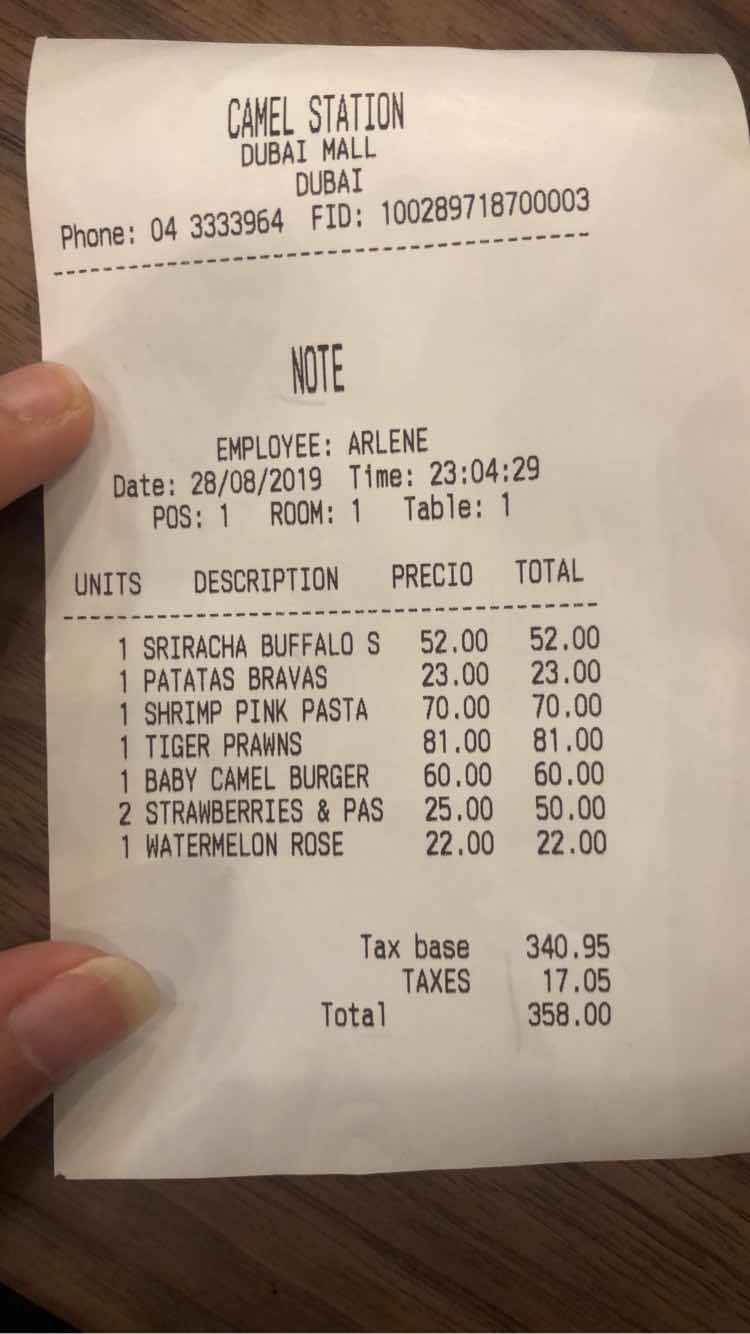 CAMEL STATION
DUBAI MALL
DUBAI
Phone: 04 3333964 FID: 100289718700003
NOTE
EMPLOYEE: ARLENE
Date: 28/08/2019 Time: 23:04:29
POS: 1 ROOM: 1 Table: 1
UNITS DESCRIPTION PRECIO TOTAL
1 SRIRACHA BUFFALO S 52.00 52.00
1 PATATAS BRAVAS 23.00 23.00
1 SHRIMP PINK PASTA 70.00 70.00
1 TIGER PRAWNS 81.00 81.00
1 BABY CAMEL BURGER 60.00 60.00
2 STRAWBERRIES & PAS 25.00 50.00
1 WATERMELON ROSE 22.00 22.00
Tax base 340.95
TAXES 17.05
Total 358.00